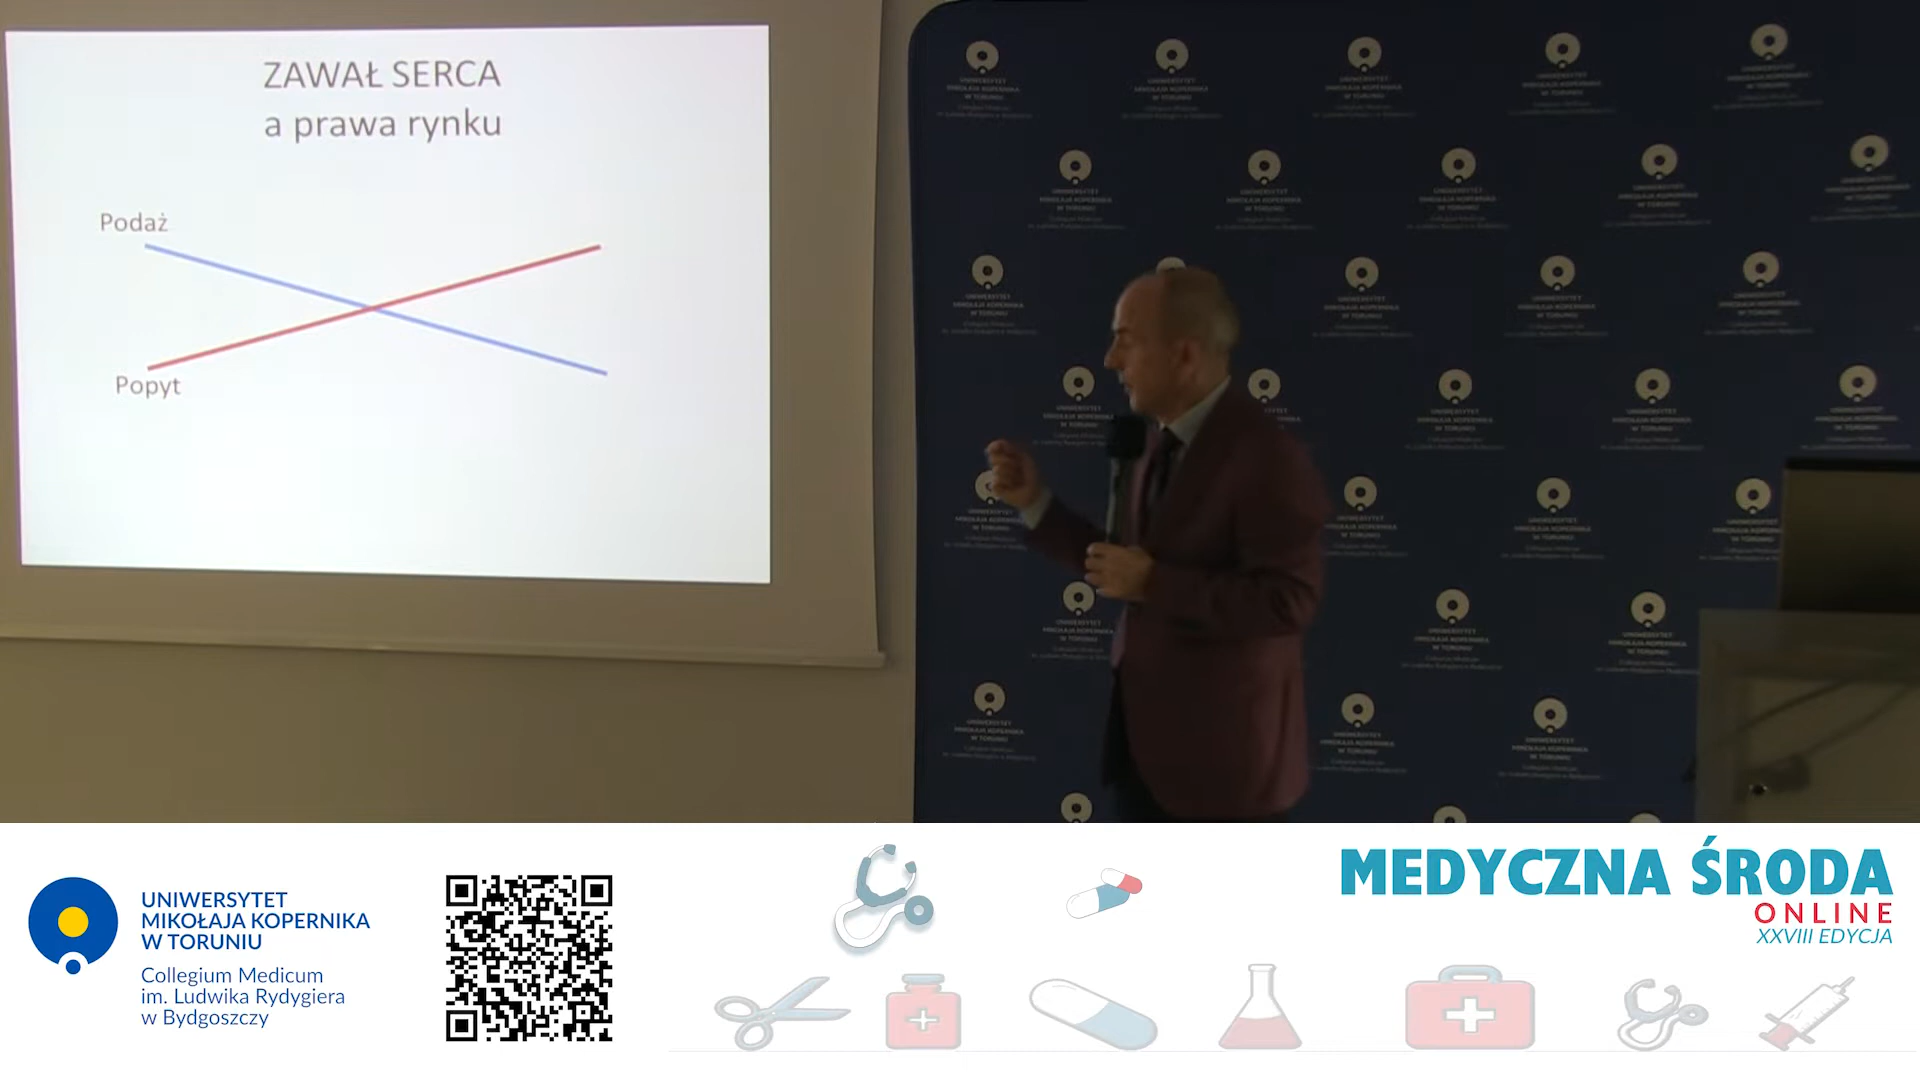 ZAWAŁ SERCA
a prawa rynku
Podaż
Popyt
UNIWERSYTET
MIKOŁAJA KOPERNIKA
W TORUNIU
Collegium Medicum
im. Ludwika Rydygiera
w Bydgoszczy
MEDYCZNA ŚRODA
ONLINE
XXVIII EDYCJA